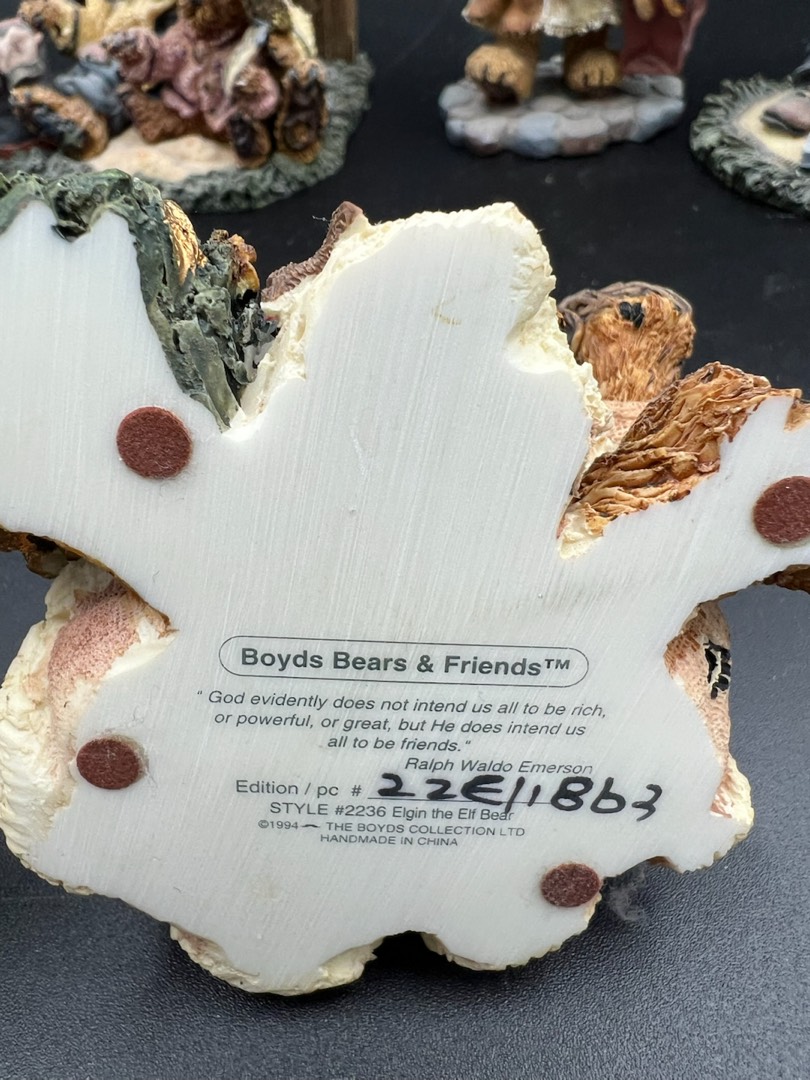 Boyds Bears & Friends™
“ God evidently does not intend us all to be rich,
or powerful, or great, but He does intend us
all to be friends.”
Ralph Waldo Emerson
Edition / pc # 22E/11863
STYLE #2236 Elgin the Elf Bear
©1994 THE BOYDS COLLECTION LTD
HANDMADE IN CHINA